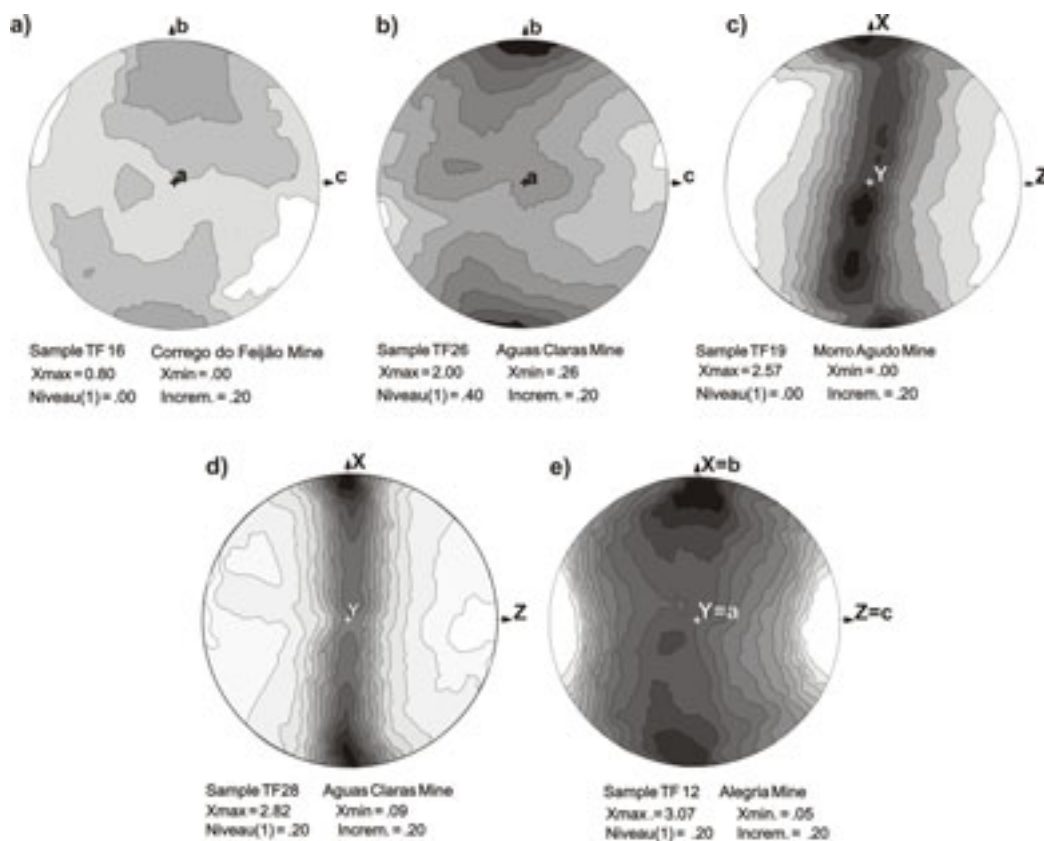 a)
b
a
c
Sample TF 16 Corrego do Feijão Mine
Xmax = 0.80 Xmin = .00
Niveau(1) = .00 Increm. = .20
b)
b
a
c
Sample TF26 Aguas Claras Mine
Xmax = 2.00 Xmin = .26
Niveau(1) = .40 Increm. = .20
c)
X
Y
Z
Sample TF19 Morro Agudo Mine
Xmax = 2.57 Xmin = .00
Niveau(1) = .00 Increm. = .20
d)
X
Y
Z
Sample TF28 Aguas Claras Mine
Xmax = 2.82 Xmin = .09
Niveau(1) = .20 Increm. = .20
e)
X=b
Y=a
Z=c
Sample TF 12 Alegria Mine
Xmax .= 3.07 Xmin. = .05
Niveau(1) = .20 Increm. = .20